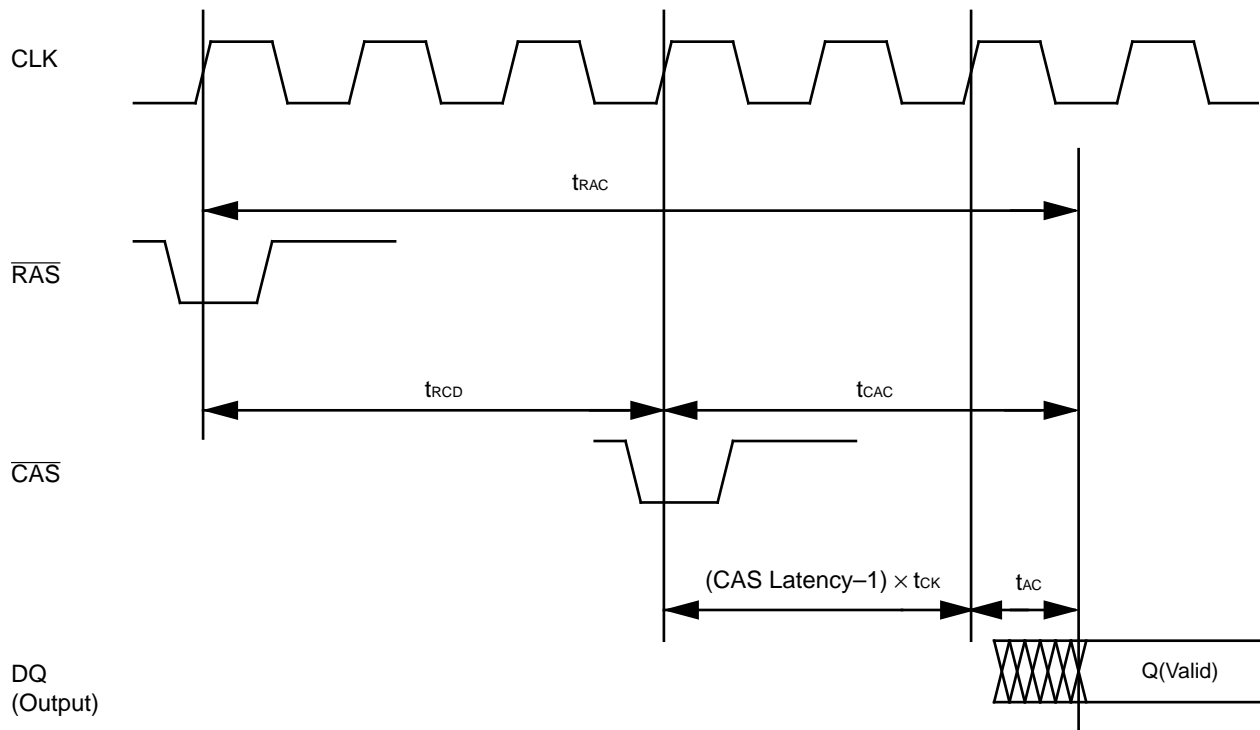 CLK
tRAC
RAS
tRCD
tCAC
CAS
(CAS Latency–1) × tCK
tAC
DQ
(Output)
Q(Valid)